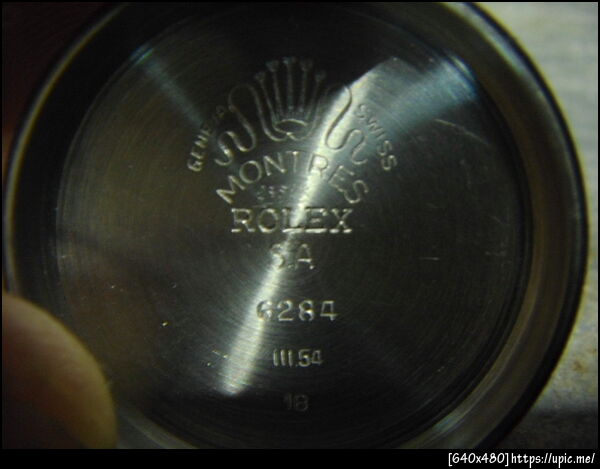 GENEVA SWISS
MONTRES
ROLEX
S.A
6284
III.54
18
[640x480]https://upic.me/